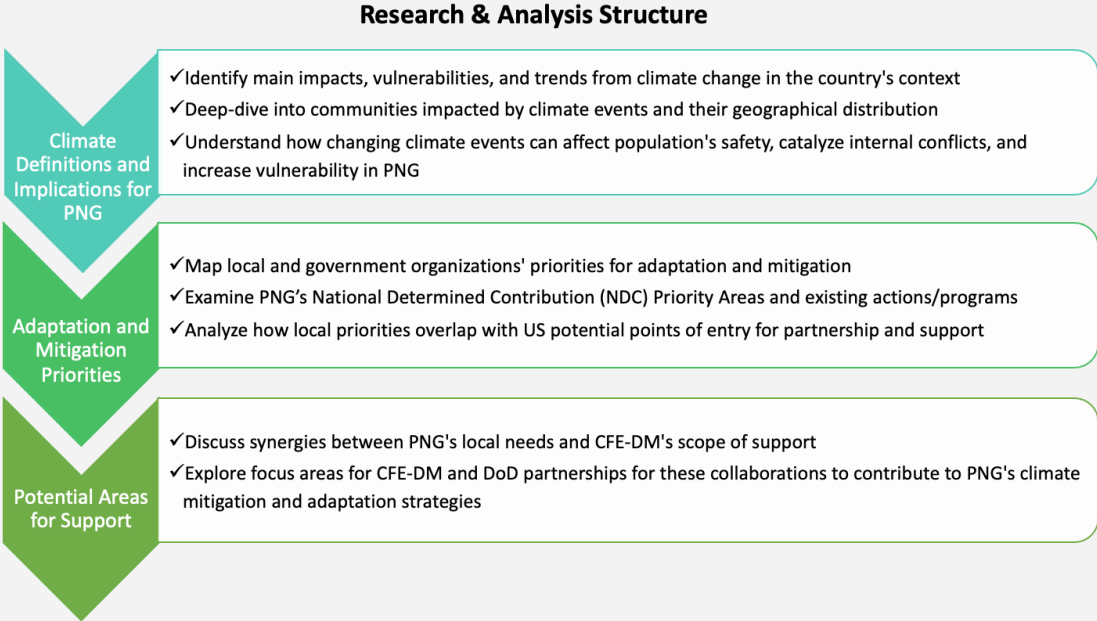 Research & Analysis Structure
Climate
Definitions and
Implications for
PNG
✓Identify main impacts, vulnerabilities, and trends from climate change in the country's context
✓Deep-dive into communities impacted by climate events and their geographical distribution
✓Understand how changing climate events can affect population's safety, catalyze internal conflicts, and
increase vulnerability in PNG
Adaptation and
Mitigation
Priorities
✓Map local and government organizations' priorities for adaptation and mitigation
✓Examine PNG’s National Determined Contribution (NDC) Priority Areas and existing actions/programs
✓Analyze how local priorities overlap with US potential points of entry for partnership and support
Potential Areas
for Support
✓Discuss synergies between PNG's local needs and CFE-DM's scope of support
✓Explore focus areas for CFE-DM and DoD partnerships for these collaborations to contribute to PNG's climate
mitigation and adaptation strategies